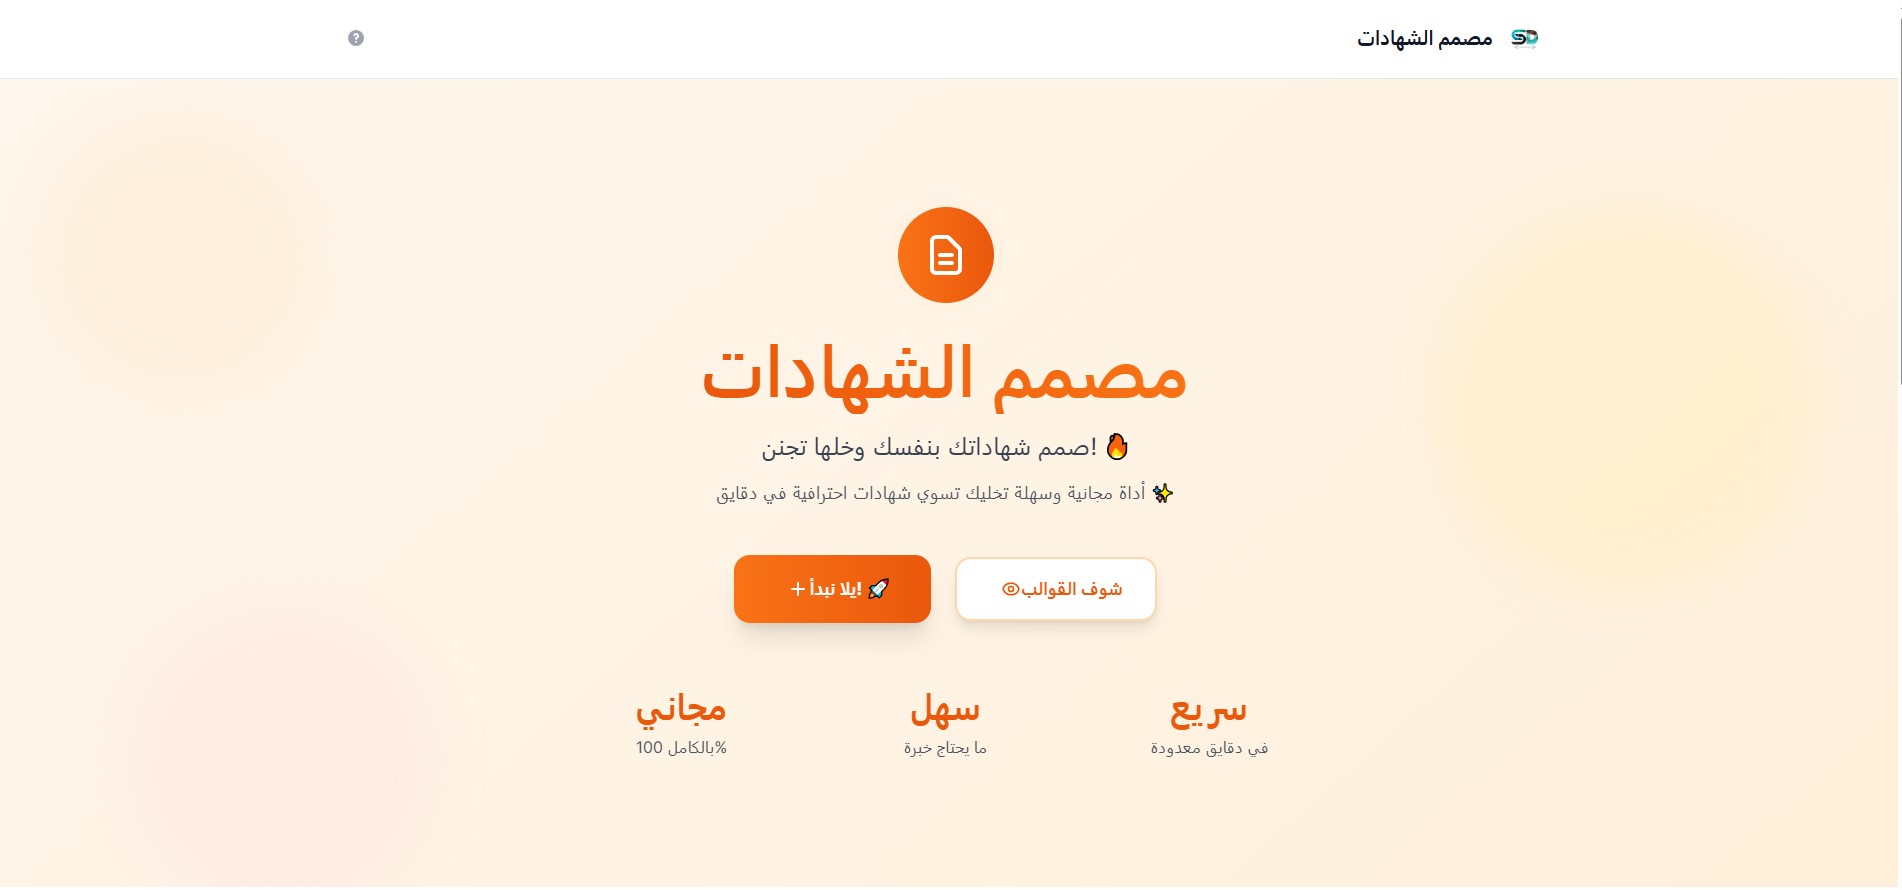 SD
مصمم الشهادات
مصمم الشهادات
🔥 !صمم شهاداتك بنفسك وخلها تجنن
✨ أداة مجانية وسهلة تخليك تسوي شهادات احترافية في دقايق
شوف القوالب
🚀 !يلا نبدأ +
سريع
في دقايق معدودة
سهل
ما يحتاج خبرة
مجاني
%بالكامل 100